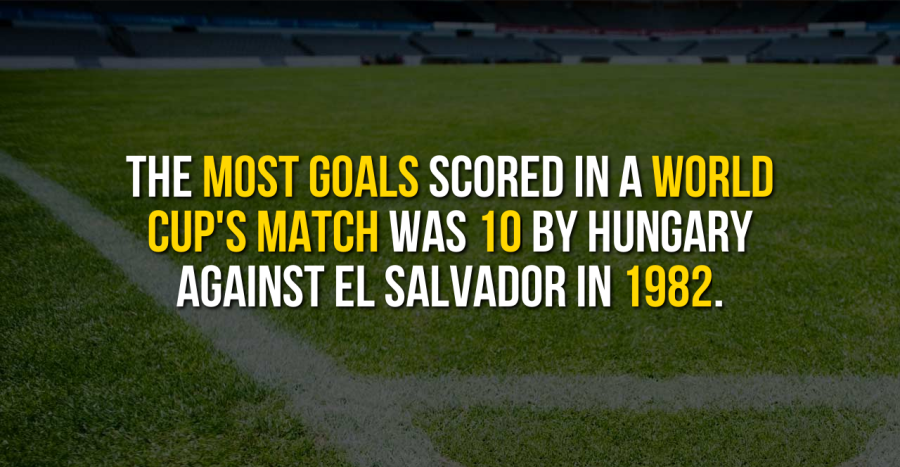 THE MOST GOALS SCORED IN A WORLD
CUP'S MATCH WAS 10 BY HUNGARY
AGAINST EL SALVADOR IN 1982.